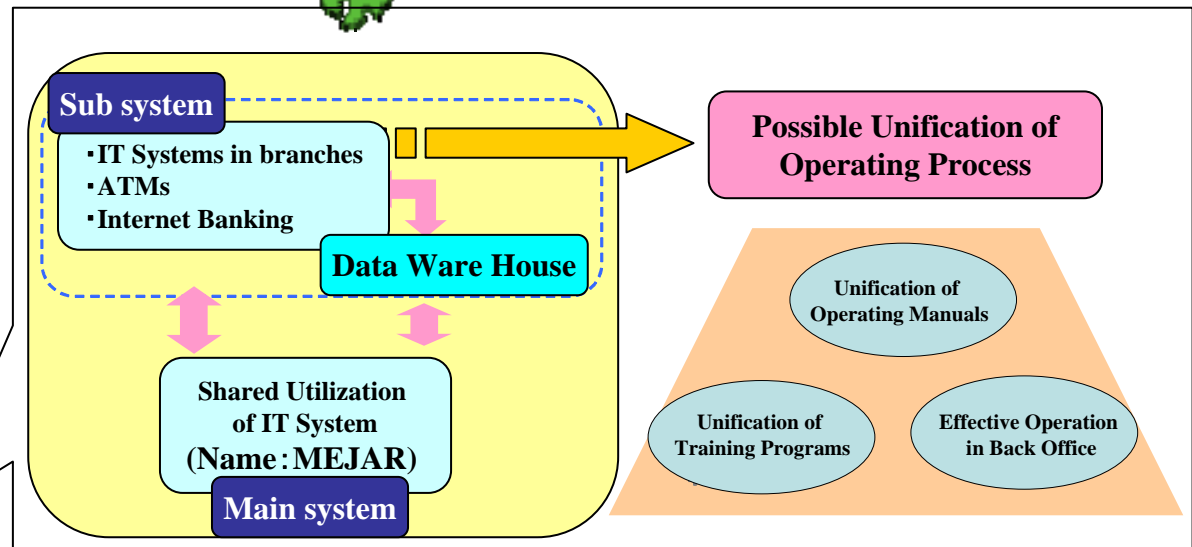 Sub system
・IT Systems in branches
・ATMs
・Internet Banking
Data Ware House
Shared Utilization
of IT System
(Name：MEJAR)
Main system
Possible Unification of
Operating Process
Unification of
Operating Manuals
Unification of
Training Programs
Effective Operation
in Back Office